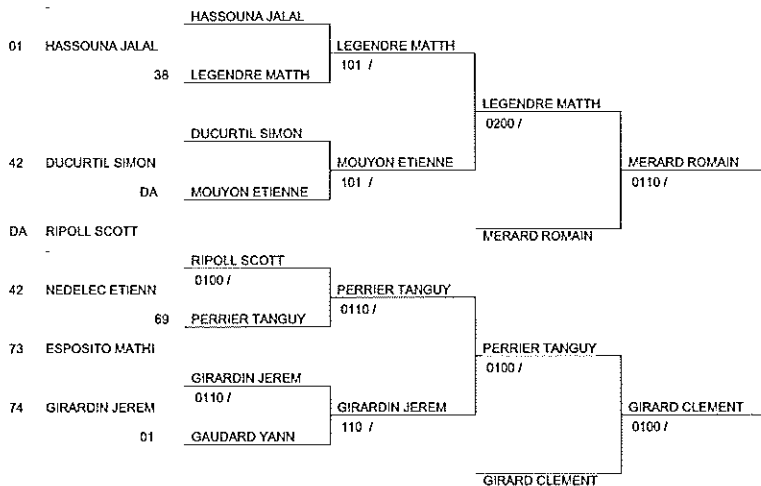 -
HASSOUNA JALAL
01 HASSOUNA JALAL
LEGENDRE MATTH
101 /
38 LEGENDRE MATTH
LEGENDRE MATTH
0200 /
DUCURTIL SIMON
42 DUCURTIL SIMON
MOUYON ETIENNE
101 /
MERARD ROMAIN
0110 /
DA MOUYON ETIENNE
DA RIPOLL SCOTT
MERARD ROMAIN
-
RIPOLL SCOTT
0100 /
42 NEDELEC ETIENN
PERRIER TANGUY
0110 /
69 PERRIER TANGUY
73 ESPOSITO MATHI
PERRIER TANGUY
0100 /
GIRARDIN JEREM
0110 /
74 GIRARDIN JEREM
GIRARDIN JEREM
110 /
GIRARD CLEMENT
0100 /
01 GAUDARD YANN
GIRARD CLEMENT